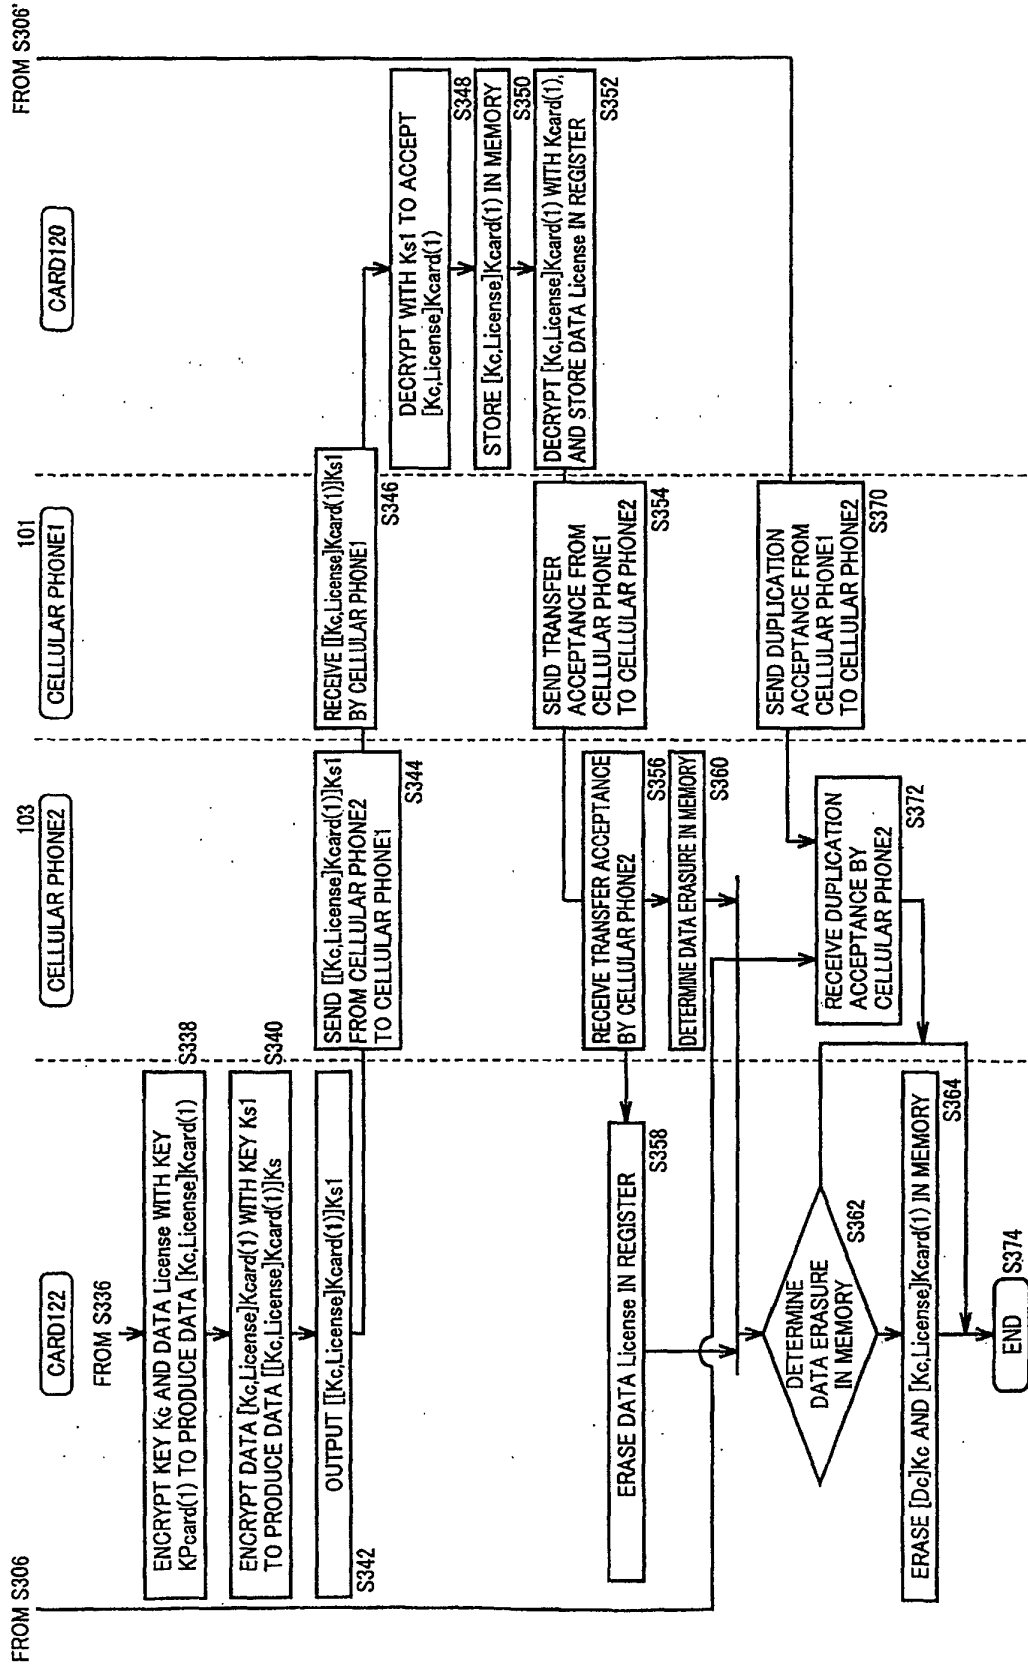 FROM S306
FROM S306'
CARD122
103
CELLULAR PHONE2
101
CELLULAR PHONE1
CARD120
FROM S336
ENCRYPT KEY Kc AND DATA License WITH KEY
KPcard(1) TO PRODUCE DATA [Kc,License]Kcard(1)
S338
ENCRYPT DATA [Kc,License]Kcard(1) WITH KEY Ks1
TO PRODUCE DATA [[Kc,License]Kcard(1)]Ks
S340
OUTPUT [[Kc,License]Kcard(1)]Ks1
S342
SEND [[Kc,License]Kcard(1)]Ks1
FROM CELLULAR PHONE2
TO CELLULAR PHONE1
S344
RECEIVE [[Kc,License]Kcard(1)]Ks1
BY CELLULAR PHONE1
S346
DECRYPT WITH Ks1 TO ACCEPT
[Kc,License]Kcard(1)
S348
STORE [Kc,License]Kcard(1) IN MEMORY
S350
DECRYPT [Kc,License]Kcard(1) WITH Kcard(1),
AND STORE DATA License IN REGISTER
S352
SEND TRANSFER
ACCEPTANCE FROM
CELLULAR PHONE1
TO CELLULAR PHONE2
S354
RECEIVE TRANSFER ACCEPTANCE
BY CELLULAR PHONE2
S356
ERASE DATA License IN REGISTER
S358
DETERMINE DATA ERASURE IN MEMORY
S360
DETERMINE
DATA ERASURE
IN MEMORY
S362
ERASE [Dc]Kc AND [Kc,License]Kcard(1) IN MEMORY
S364
SEND DUPLICATION
ACCEPTANCE FROM
CELLULAR PHONE1
TO CELLULAR PHONE2
S370
RECEIVE DUPLICATION
ACCEPTANCE BY
CELLULAR PHONE2
S372
END
S374